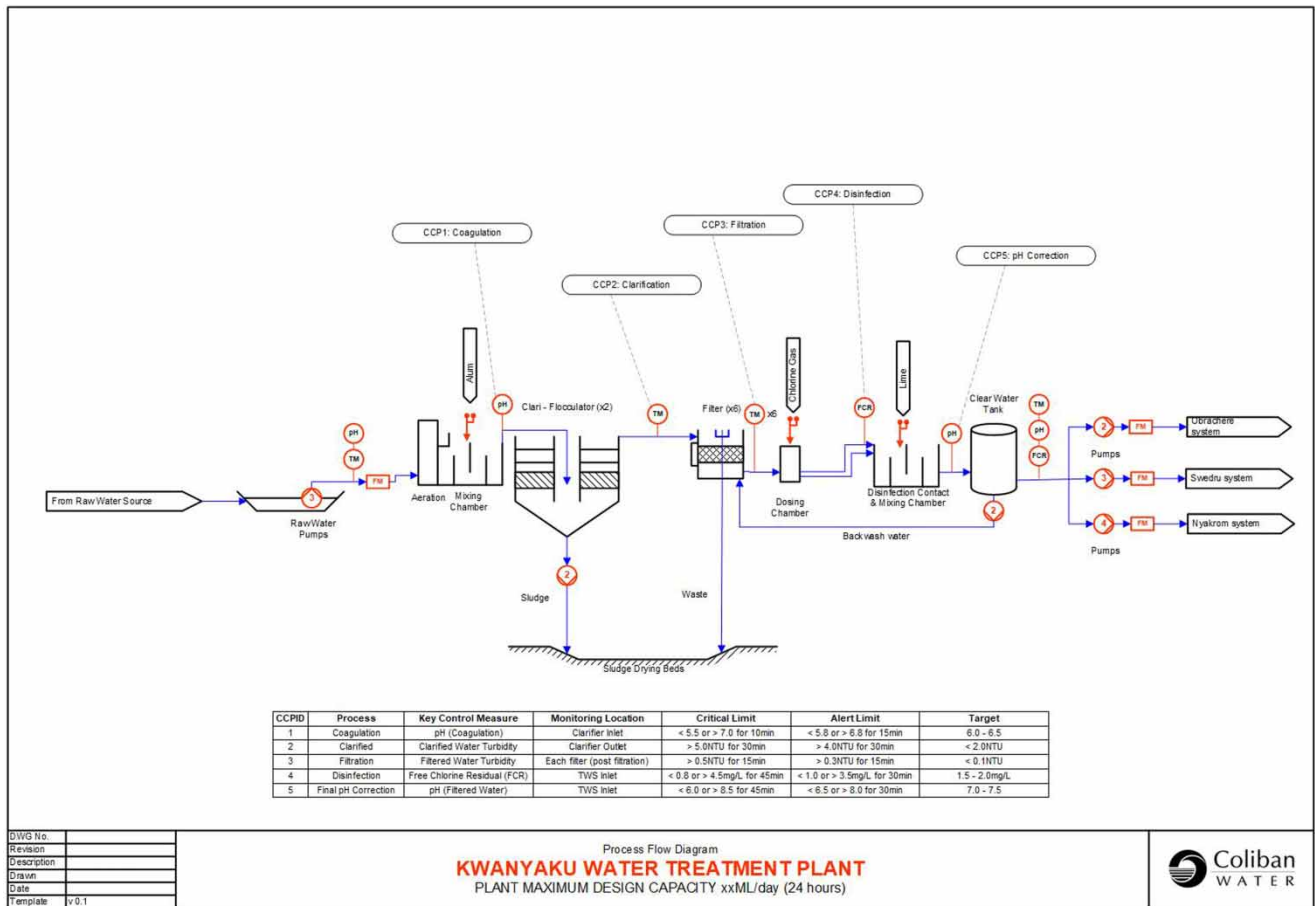 CCP4: Disinfection
CCP1: Coagulation
CCP3: Filtration
CCP5: pH Correction
CCP2: Clarification
Alum
Chlorine Gas
Lime
pH
Clari - Flocculator (x2)
TM
Filter (x6)
TM
x6
FCR
pH
Clear Water
Tank
TM
pH
FCR
pH
TM
FM
2
FM
Obrachere
system
Pumps
From Raw Water Source
3
Raw Water
Pumps
Aeration
Mixing
Chamber
Dosing
Chamber
Disinfection Contact
& Mixing Chamber
3
FM
Swedru system
2
Backwash water
4
FM
Nyakrom system
Pumps
2
Sludge
Waste
Sludge Drying Beds
CCPID Process Key Control Measure Monitoring Location Critical Limit Alert Limit Target
1 Coagulation pH (Coagulation) Clarifier Inlet < 5.5 or > 7.0 for 10min < 5.8 or > 6.8 for 15min 6.0 - 6.5
2 Clarified Clarified Water Turbidity Clarifier Outlet > 5.0NTU for 30min > 4.0NTU for 30min < 2.0NTU
3 Filtration Filtered Water Turbidity Each filter (post filtration) > 0.5NTU for 15min > 0.3NTU for 15min < 0.1NTU
4 Disinfection Free Chlorine Residual (FCR) TWS Inlet < 0.8 or > 4.5mg/L for 45min < 1.0 or > 3.5mg/L for 30min 1.5 - 2.0mg/L
5 Final pH Correction pH (Filtered Water) TWS Inlet < 6.0 or > 8.5 for 45min < 6.5 or > 8.0 for 30min 7.0 - 7.5
DWG No.
Revision
Description
Drawn
Date
Template v 0.1
Process Flow Diagram
KWANYAKU WATER TREATMENT PLANT
PLANT MAXIMUM DESIGN CAPACITY xxML/day (24 hours)
Coliban
WATER